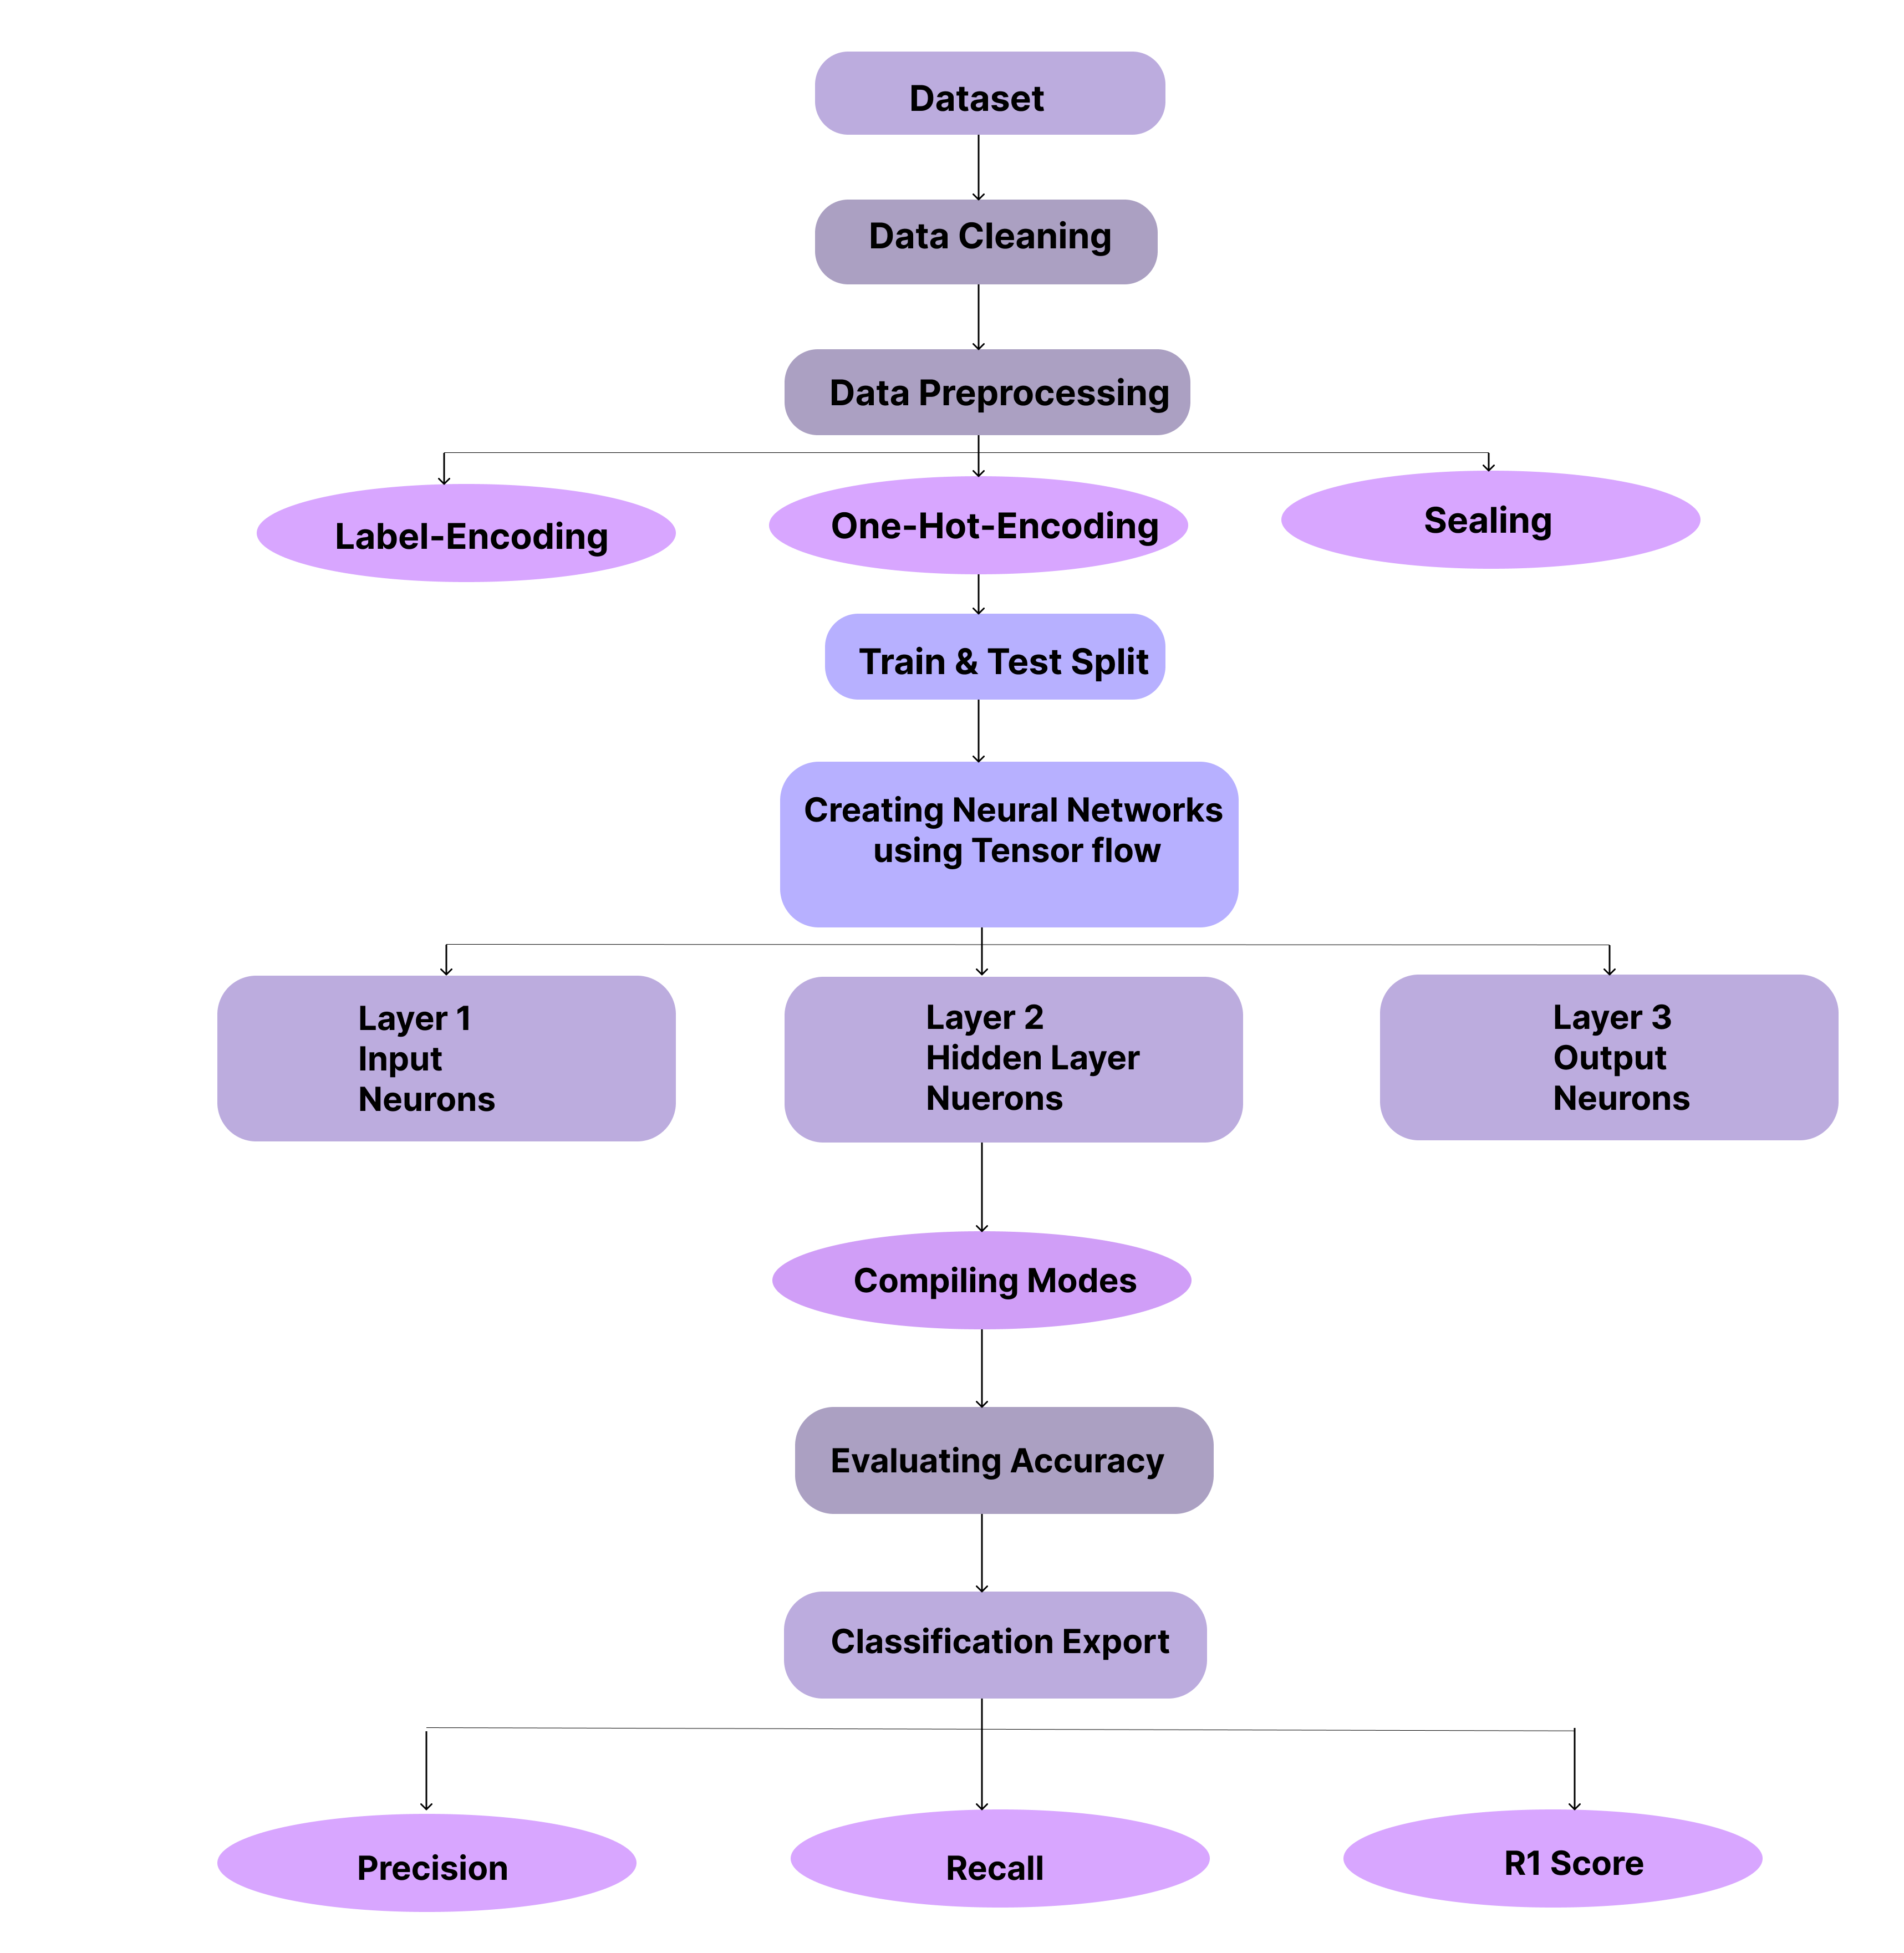 Dataset
Data Cleaning
Data Preprocessing
Label-Encoding
One-Hot-Encoding
Sealing
Train & Test Split
Creating Neural Networks
using Tensor flow
Layer 1
Input
Neurons
Layer 2
Hidden Layer
Nuerons
Layer 3
Output
Neurons
Compiling Modes
Evaluating Accuracy
Classification Export
Precision
Recall
R1 Score